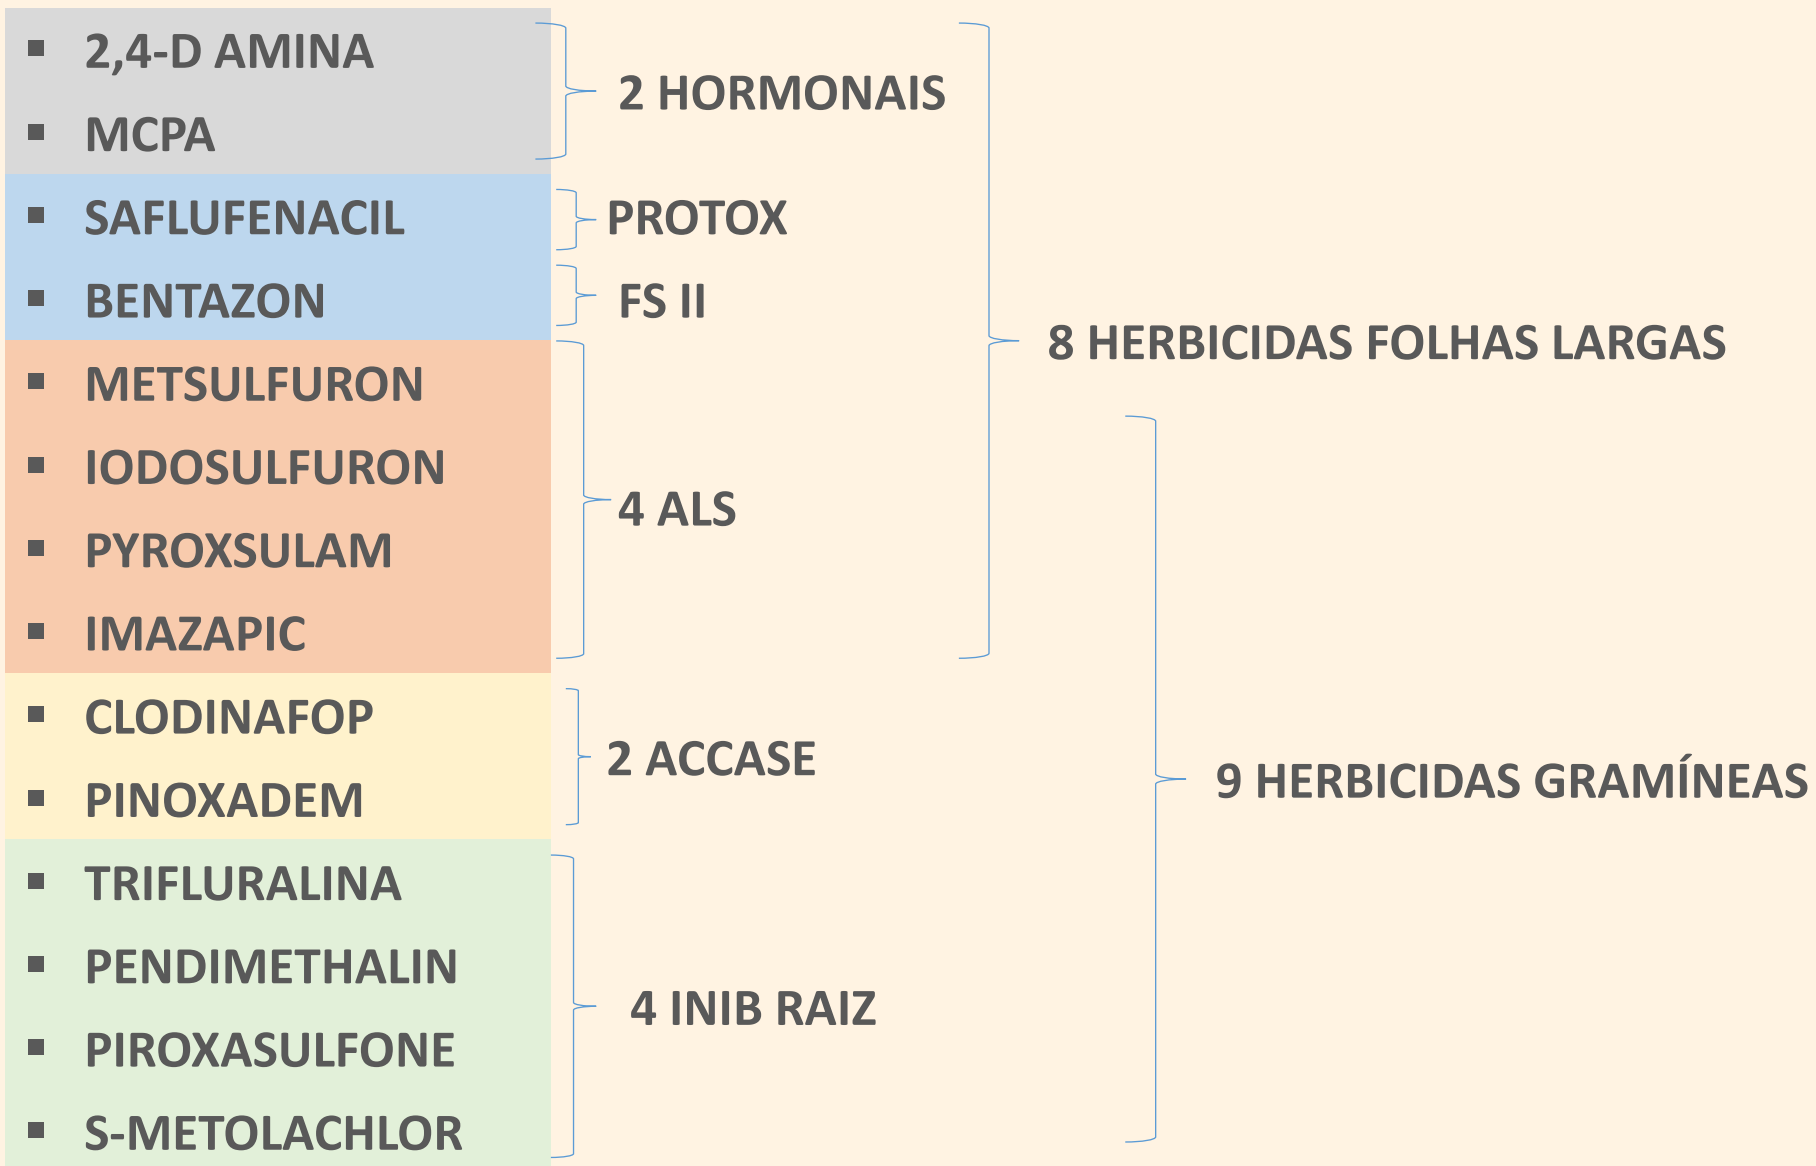 ▪ 2,4-D AMINA
▪ MCPA
2 HORMONAIS
▪ SAFLUFENACIL
PROTOX
▪ BENTAZON
FS II
▪ METSULFURON
▪ IODOSULFURON
▪ PYROXSULAM
▪ IMAZAPIC
4 ALS
8 HERBICIDAS FOLHAS LARGAS
▪ CLODINAFOP
▪ PINOXADEM
2 ACCASE
▪ TRIFLURALINA
▪ PENDIMETHALIN
▪ PIROXASULFONE
▪ S-METOLACHLOR
4 INIB RAIZ
9 HERBICIDAS GRAMÍNEAS